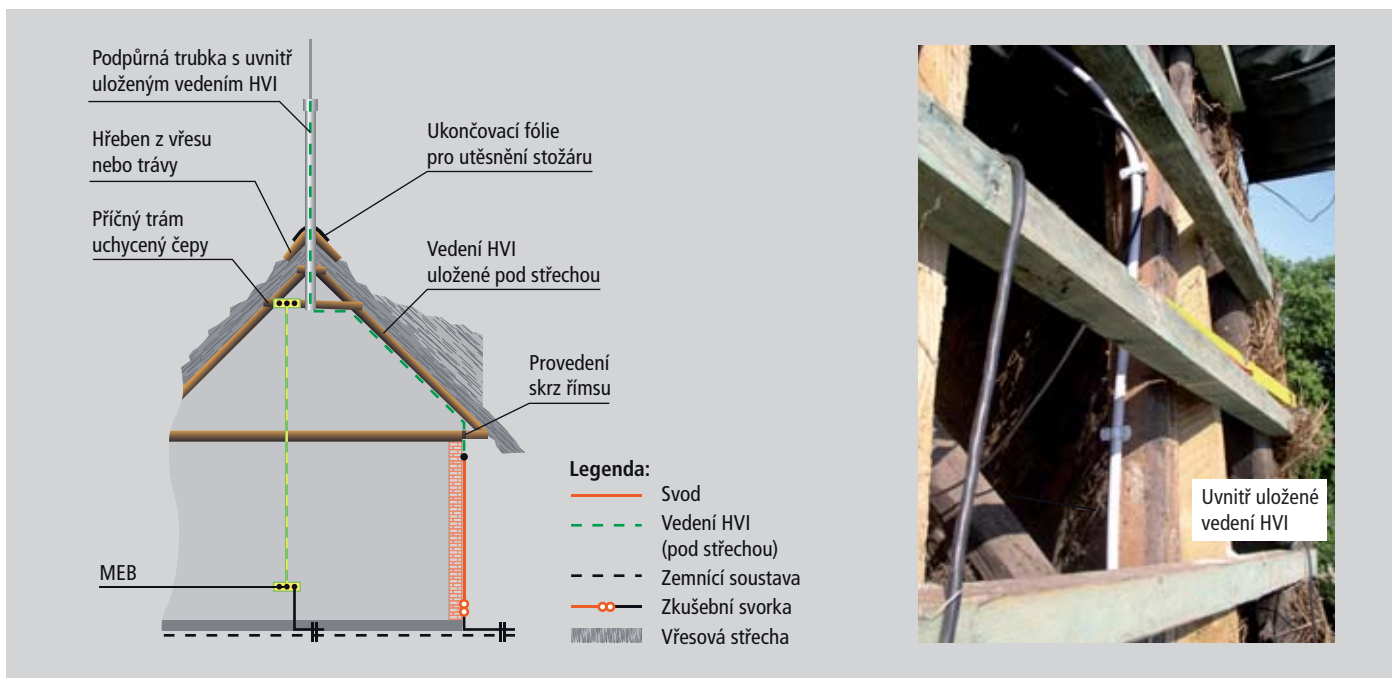 Podpůrná trubka s uvnitř
uloženým vedením HVI
Hřeben z vřesu
nebo trávy
Příčný trám
uchycený čepy
Ukončovací fólie
pro utěsnění stožáru
Vedení HVI
uložené pod střechou
Provedení
skrz římsu
MEB
Legenda:
Svod
Vedení HVI
(pod střechou)
Zemnící soustava
Zkušební svorka
Vřesová střecha
Uvnitř uložené
vedení HVI